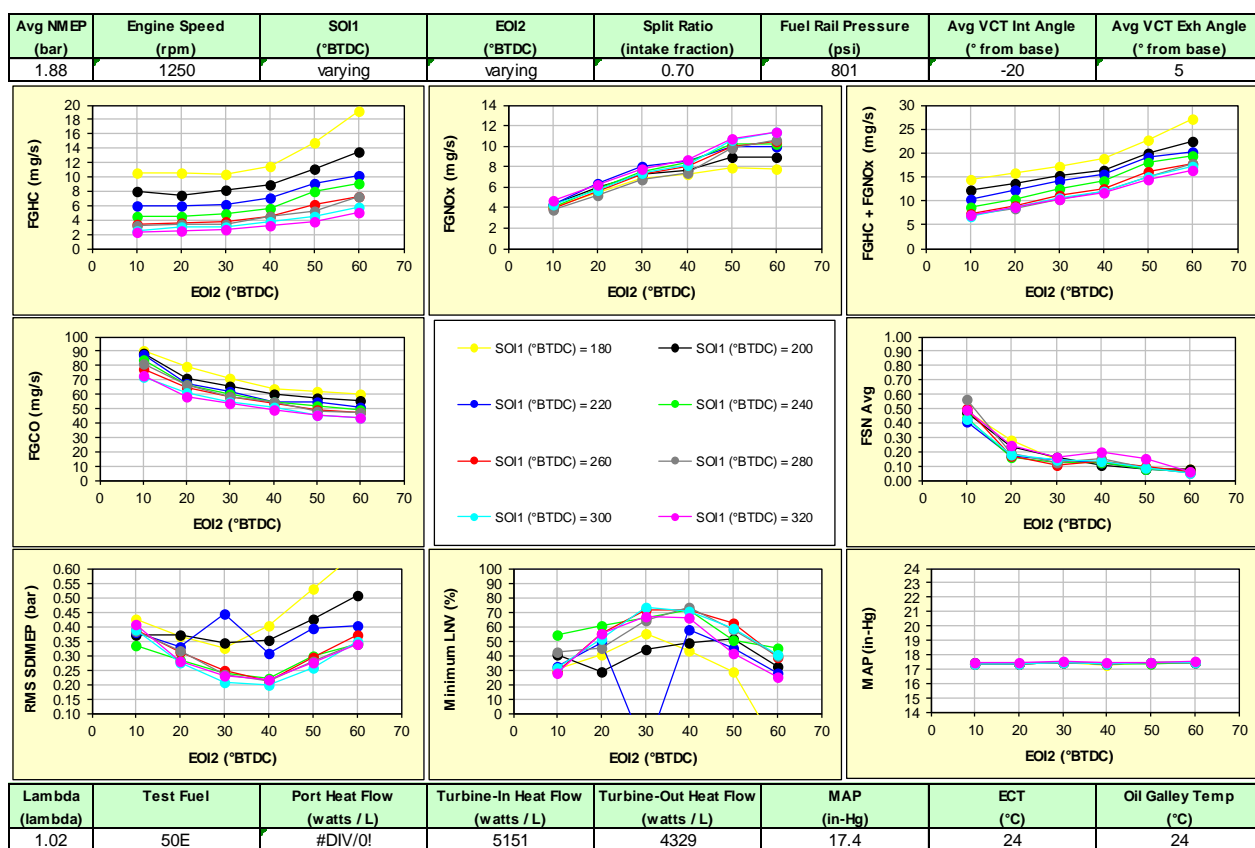 Avg NMEP Engine Speed SOI1 EOI2 Split Ratio Fuel Rail Pressure Avg VCT Int Angle Avg VCT Exh Angle
(bar) (rpm) (°BTDC) (°BTDC) (intake fraction) (psi) (° from base) (° from base)
1.88 1250 varying varying 0.70 801 -20 5
FGHC (mg/s)
20
18
16
14
12
10
8
6
4
2
0
0 10 20 30 40 50 60 70
EOI2 (°BTDC)
FGNOx (mg/s)
14
12
10
8
6
4
2
0
0 10 20 30 40 50 60 70
EOI2 (°BTDC)
FGHC + FGNOx (mg/s)
30
25
20
15
10
5
0
0 10 20 30 40 50 60 70
EOI2 (°BTDC)
FGCO (mg/s)
100
90
80
70
60
50
40
30
20
10
0
0 10 20 30 40 50 60 70
EOI2 (°BTDC)
SOI1 (°BTDC) = 180 SOI1 (°BTDC) = 200
SOI1 (°BTDC) = 220 SOI1 (°BTDC) = 240
SOI1 (°BTDC) = 260 SOI1 (°BTDC) = 280
SOI1 (°BTDC) = 300 SOI1 (°BTDC) = 320
FSN Avg
1.00
0.90
0.80
0.70
0.60
0.50
0.40
0.30
0.20
0.10
0.00
0 10 20 30 40 50 60 70
EOI2 (°BTDC)
RMS SDIMEP (bar)
0.60
0.55
0.50
0.45
0.40
0.35
0.30
0.25
0.20
0.15
0.10
0 10 20 30 40 50 60 70
EOI2 (°BTDC)
Minimum LNV (%)
100
90
80
70
60
50
40
30
20
10
0
0 10 20 30 40 50 60 70
EOI2 (°BTDC)
MAP (in-Hg)
24
23
22
21
20
19
18
17
16
15
14
0 10 20 30 40 50 60 70
EOI2 (°BTDC)
Lambda Test Fuel Port Heat Flow Turbine-In Heat Flow Turbine-Out Heat Flow MAP ECT Oil Galley Temp
(lambda) (watts / L) (watts / L) (watts / L) (in-Hg) (°C) (°C)
1.02 50E #DIV/0! 5151 4329 17.4 24 24